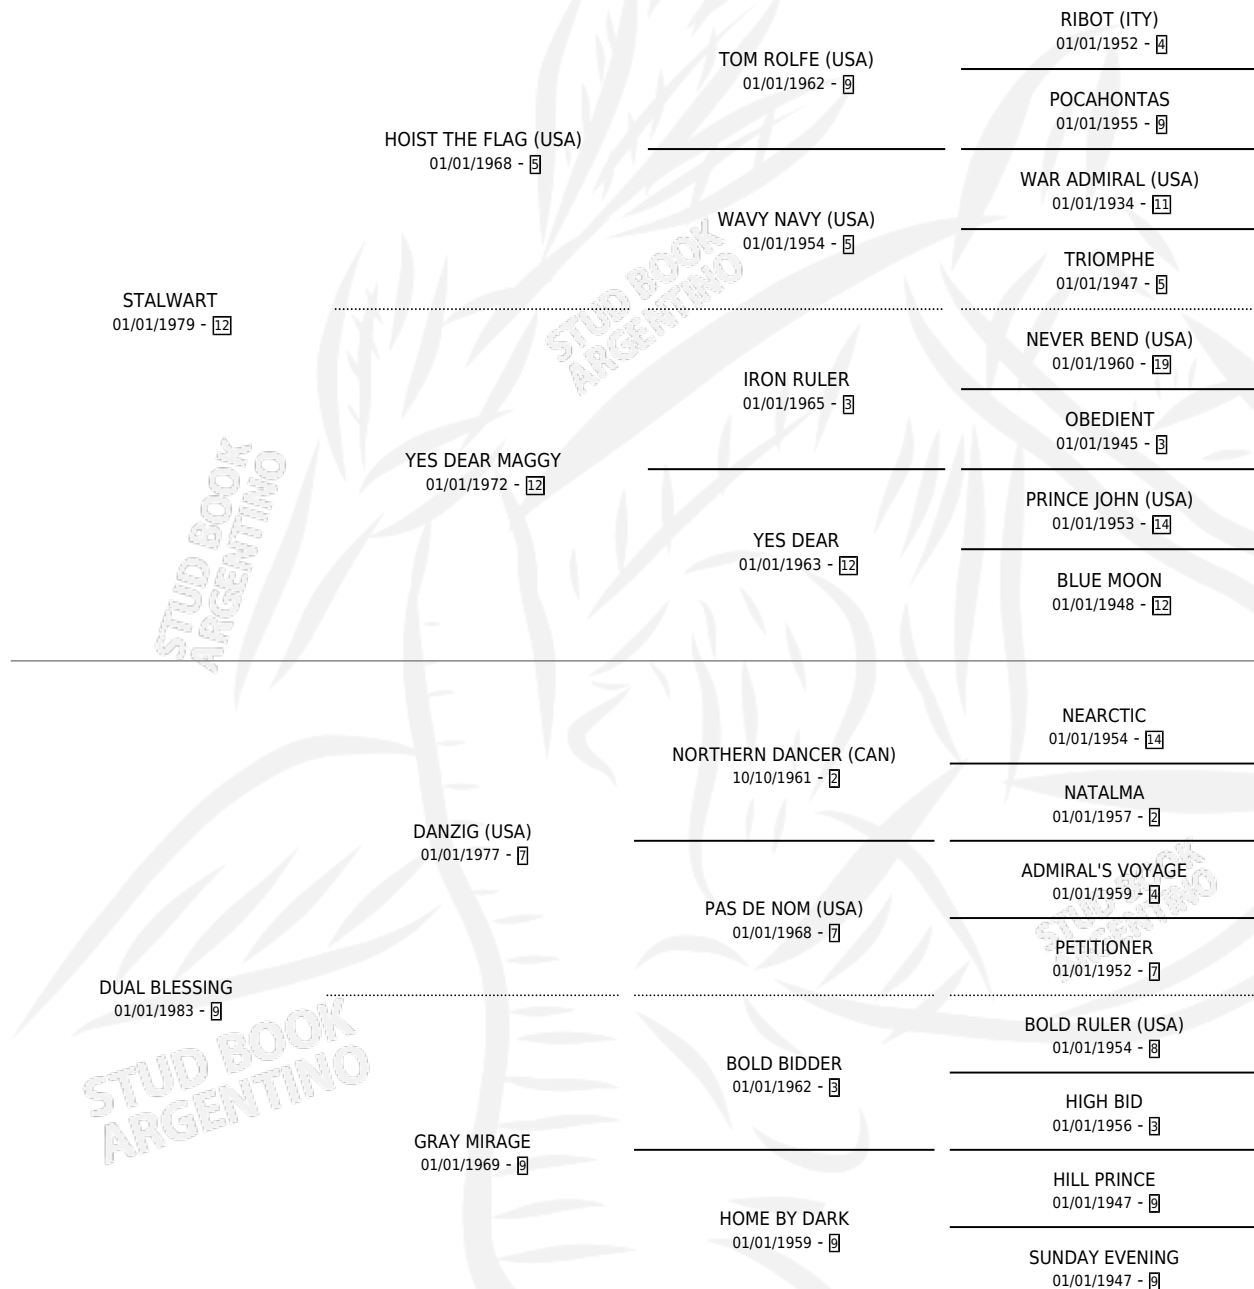 RIBOT (ITY)
01/01/1952 - 4
TOM ROLFE (USA)
01/01/1962 - 9
POCAHONTAS
01/01/1955 - 9
HOIST THE FLAG (USA)
01/01/1968 - 5
WAR ADMIRAL (USA)
01/01/1934 - 11
WAVY NAVY (USA)
01/01/1954 - 5
TRIOMPHE
01/01/1947 - 5
STALWART
01/01/1979 - 12
NEVER BEND (USA)
01/01/1960 - 19
IRON RULER
01/01/1965 - 3
OBEDIENT
01/01/1945 - 3
YES DEAR MAGGY
01/01/1972 - 12
PRINCE JOHN (USA)
01/01/1953 - 14
YES DEAR
01/01/1963 - 12
BLUE MOON
01/01/1948 - 12
NEARCTIC
01/01/1954 - 14
NORTHERN DANCER (CAN)
10/10/1961 - 2
NATALMA
01/01/1957 - 2
DANZIG (USA)
01/01/1977 - 7
ADMIRAL'S VOYAGE
01/01/1959 - 4
PAS DE NOM (USA)
01/01/1968 - 7
PETITIONER
01/01/1952 - 7
DUAL BLESSING
01/01/1983 - 9
BOLD RULER (USA)
01/01/1954 - 8
BOLD BIDDER
01/01/1962 - 3
HIGH BID
01/01/1956 - 3
GRAY MIRAGE
01/01/1969 - 9
HILL PRINCE
01/01/1947 - 9
HOME BY DARK
01/01/1959 - 9
SUNDAY EVENING
01/01/1947 - 9
STUD BOOK
ARGENTINO
STUD BOOK
ARGENTINO
STUD BOOK
ARGENTINO
STUD BOOK
ARGENTINO